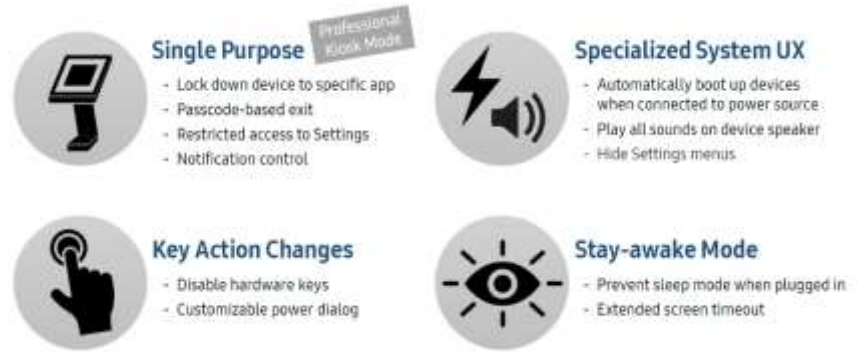 Single Purpose
Professional
Kiosk Mode
- Lock down device to specific app
- Passcode-based exit
- Restricted access to Settings
- Notification control
Specialized System UX
- Automatically boot up devices
when connected to power source
- Play all sounds on device speaker
- Hide Settings menus
Key Action Changes
- Disable hardware keys
- Customizable power dialog
Stay-awake Mode
- Prevent sleep mode when plugged in
- Extended screen timeout